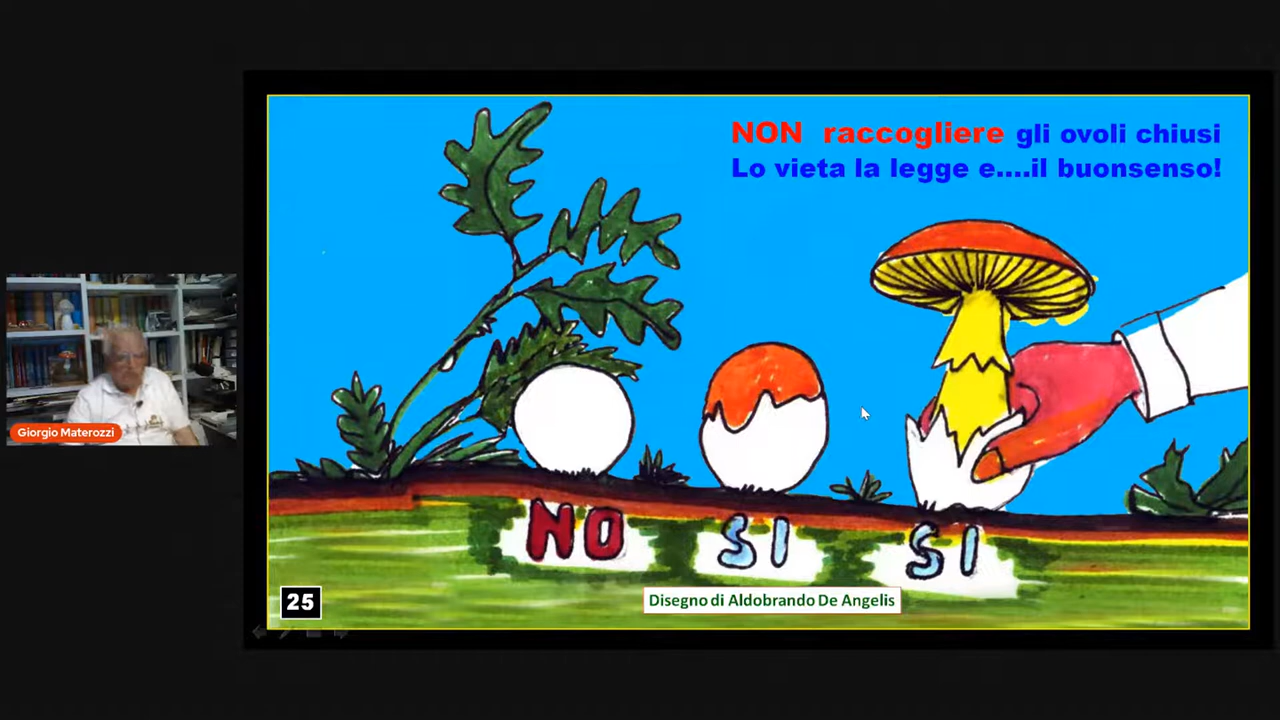 NON raccogliere gli ovoli chiusi
Lo vieta la legge e....il buonsenso!
Giorgio Materozzi
NO SI SI
Disegno di Aldobrando De Angelis
25